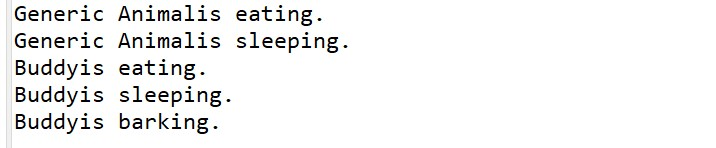 Generic Animalis eating.
Generic Animalis sleeping.
Buddyis eating.
Buddyis sleeping.
Buddyis barking.